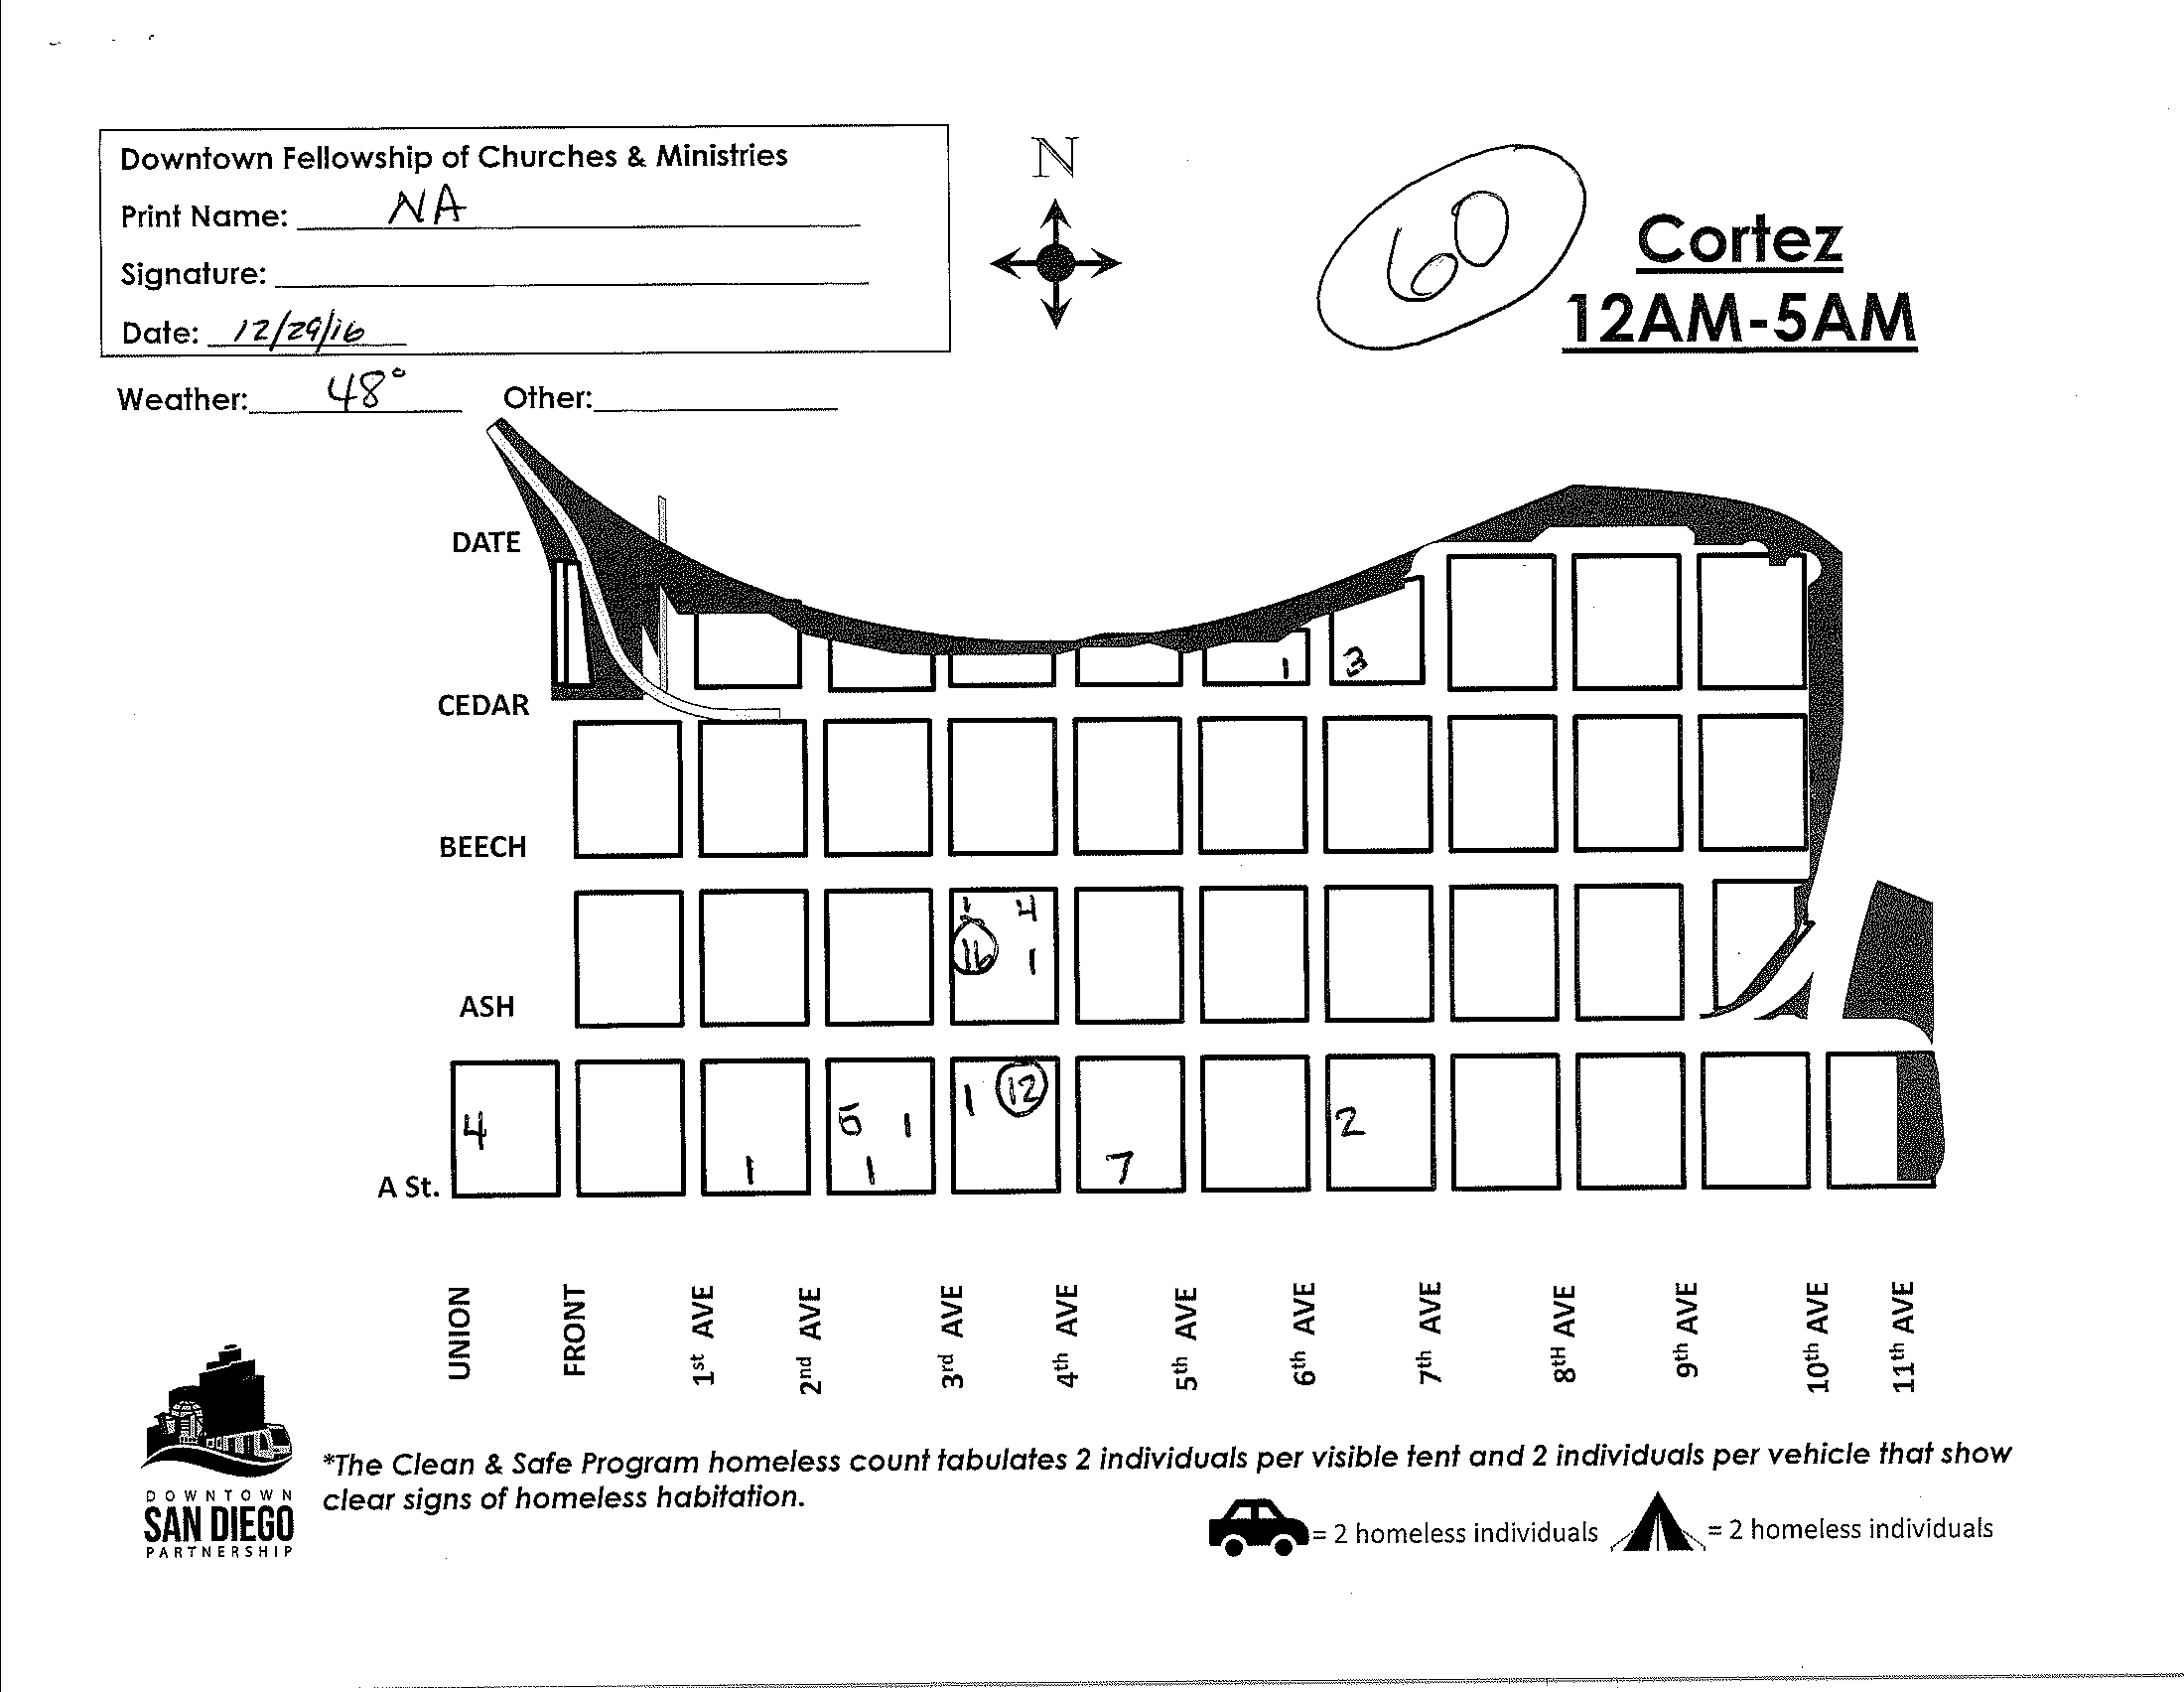 Downtown Fellowship of Churches & Ministries
Print Name: NA
Signature:
Date: 12/29/16
Weather: 48° Other:
N
60
Cortez
12AM-5AM
DATE
1 3
CEDAR
BEECH
1 4
16 1
ASH
1 12
4 5 1 2
1 1 7
A St.
UNION
FRONT
1st AVE
2nd AVE
3rd AVE
4th AVE
5th AVE
6th AVE
7th AVE
8TH AVE
9th AVE
10th AVE
11th AVE
*The Clean & Safe Program homeless count tabulates 2 individuals per visible tent and 2 individuals per vehicle that show
clear signs of homeless habitation.
= 2 homeless individuals = 2 homeless individuals
DOWNTOWN
SAN DIEGO
PARTNERSHIP